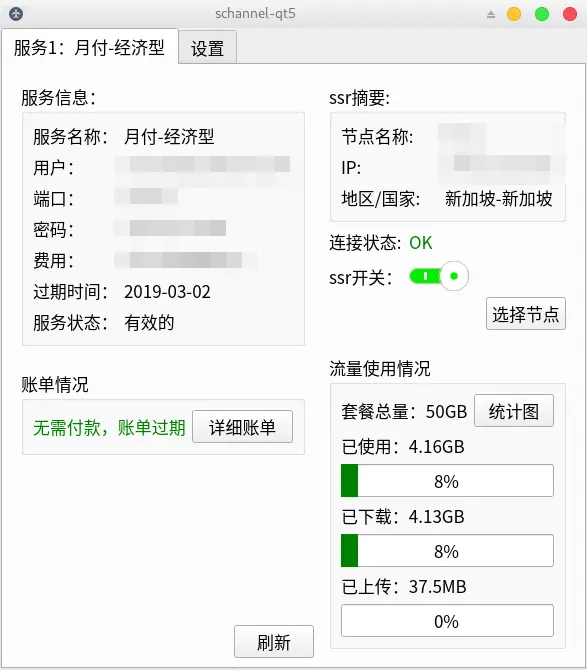 schannel-qt5
服务1：月付-经济型
设置
服务信息：
服务名称： 月付-经济型
用户：
端口：
密码：
费用：
过期时间： 2019-03-02
服务状态： 有效的
账单情况
无需付款，账单过期
详细账单
刷新
ssr摘要:
节点名称:
IP:
地区/国家: 新加坡-新加坡
连接状态: OK
ssr开关：
选择节点
流量使用情况
套餐总量：50GB
统计图
已使用：4.16GB
8%
已下载：4.13GB
8%
已上传：37.5MB
0%